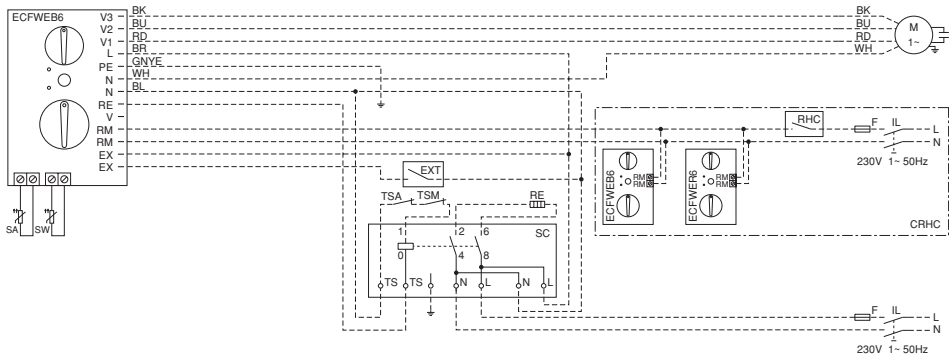 ECFWEB6
V3 BK
V2 BU
V1 RD
L BR
PE GNYE
N WH
N BL
RE
V
RM
RM
EX
EX
SA
SW
BK
BU
RD
WH
M
1~
EXT
TSA
TSM
RE
SC
1
0
2
4
6
8
TS
TS
N
L
N
L
RHC
F
IL
L
N
230V 1~ 50Hz
ECFWEB6
RM
RM
ECFWER6
RM
RM
CRHC
F
IL
L
N
230V 1~ 50Hz